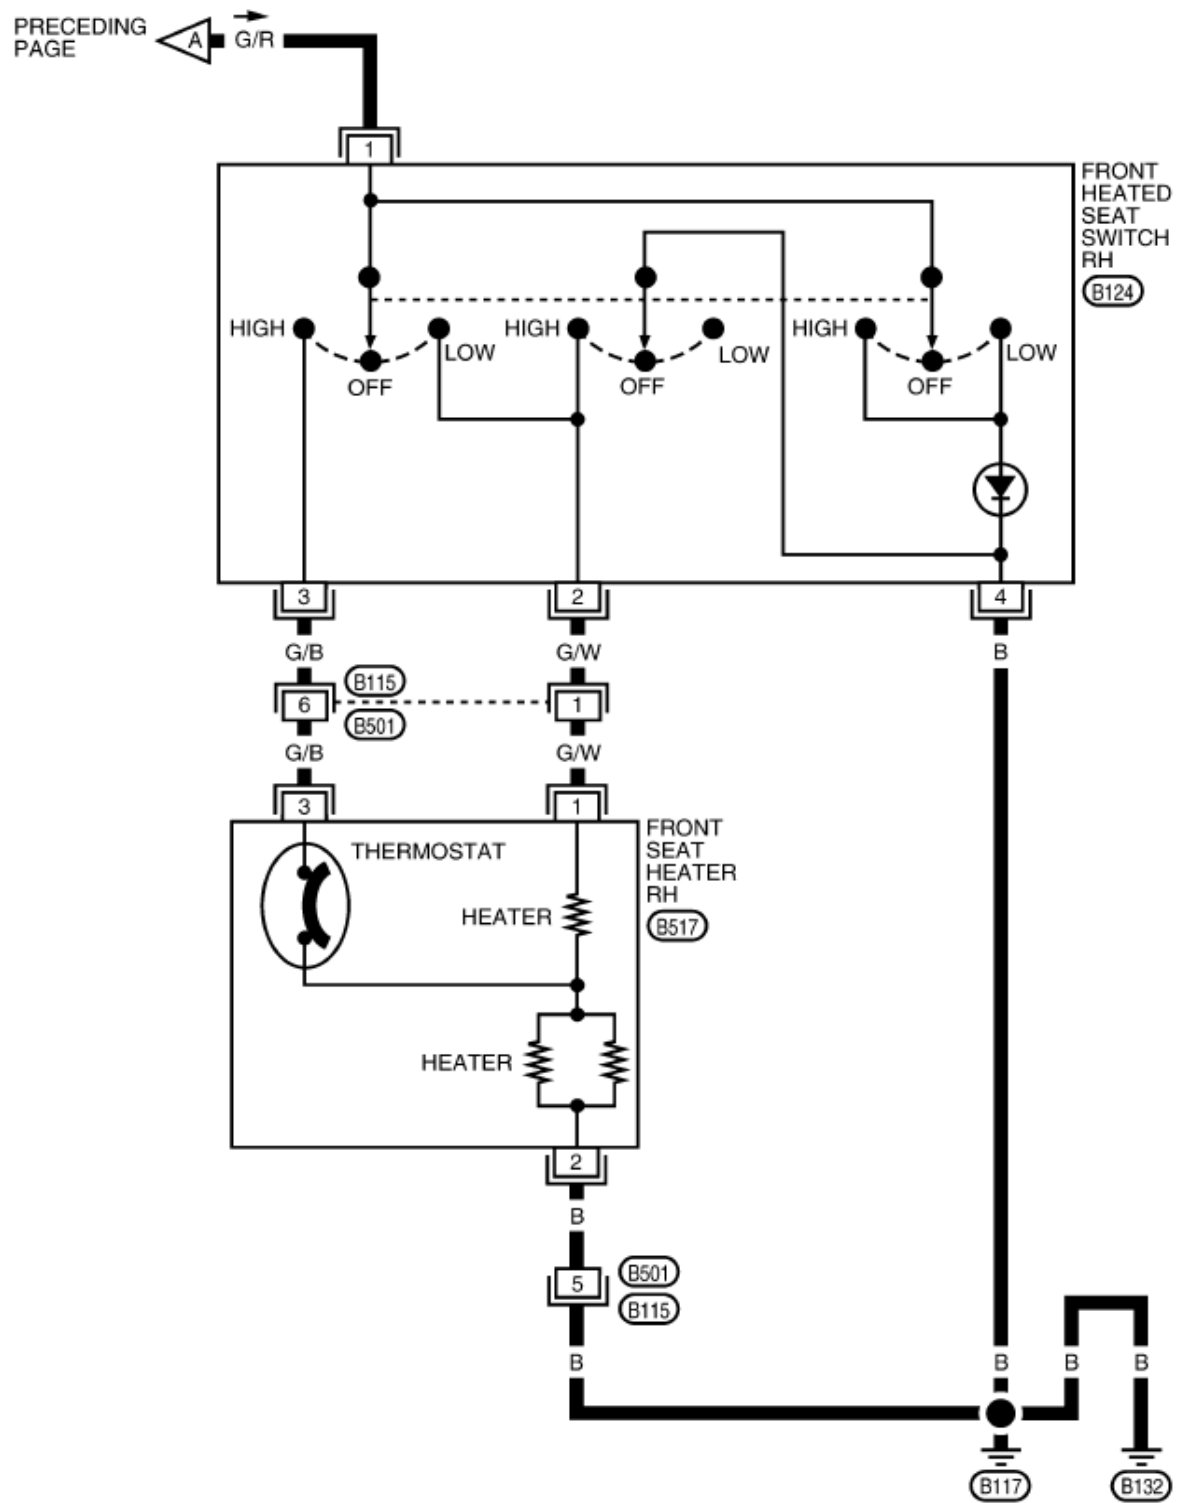 PRECEDING
PAGE
A
G/R
1
FRONT
HEATED
SEAT
SWITCH
RH
B124
HIGH
OFF
LOW
HIGH
OFF
LOW
HIGH
OFF
LOW
3
2
4
G/B
G/W
B
B115
6
1
B501
G/B
G/W
3
1
FRONT
SEAT
HEATER
RH
B517
THERMOSTAT
HEATER
HEATER
2
B
B501
5
B115
B
B
B
B
B117
B132